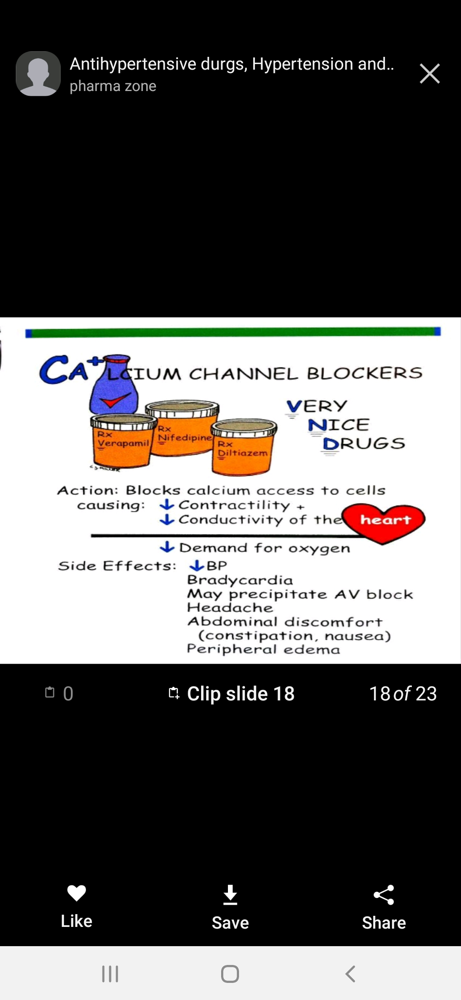 Antihypertensive durgs, Hypertension and..
pharma zone
CA+LCIUM CHANNEL BLOCKERS
VERY
NICE
DRUGS
Rx
Verapamil
Rx
Nifedipine
Rx
Diltiazem
Action: Blocks calcium access to cells
causing: ↓ Contractility +
↓ Conductivity of the heart
↓ Demand for oxygen
Side Effects: ↓ BP
Bradycardia
May precipitate AV block
Headache
Abdominal discomfort
(constipation, nausea)
Peripheral edema
0
Clip slide 18
18 of 23
Like
Save
Share